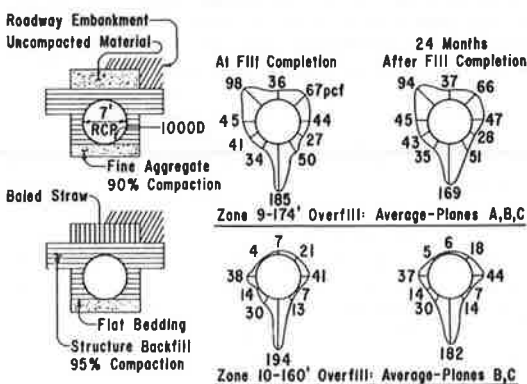 Roadway Embankment
Uncompacted Material
7'
RCP
1000D
Fine Aggregate
90% Compaction
At Fill Completion
98 36 67pcf
45 44
41 27
34 50
185
24 Months
After Fill Completion
94 37 66
45 47
43 28
35 51
169
Zone 9-174' Overfill: Average-Planes A,B,C
Baled Straw
Flat Bedding
Structure Backfill
95% Compaction
4 7 21
38 41
14 7
30 13
194
5 6 18
37 44
14 7
30 14
182
Zone 10-160' Overfill: Average-Planes B,C